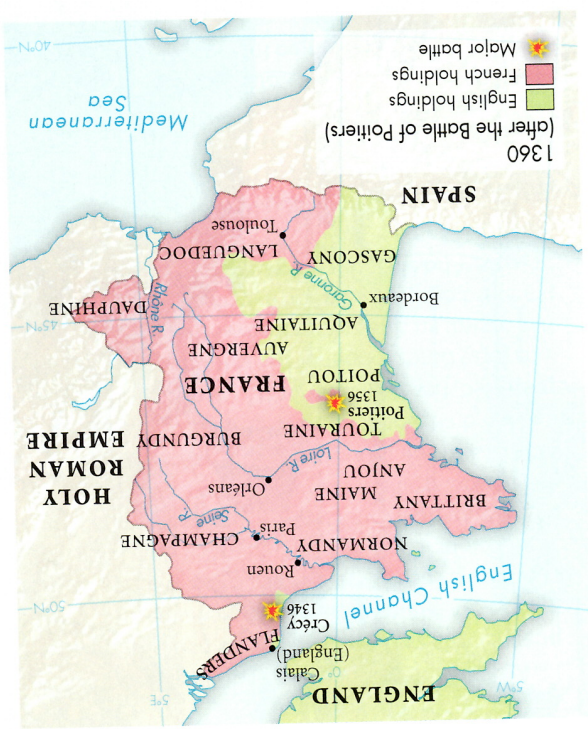 5°W
0°
5°E
ENGLAND
Calais
(England)
FLANDERS
Crécy
1346
English Channel
50°N
Rouen
NORMANDY
Paris
Seine R.
CHAMPAGNE
BRITTANY
MAINE
ANJOU
Orléans
Loire R.
HOLY
ROMAN
EMPIRE
TOURAINE
BURGUNDY
Poitiers
1356
POITOU
FRANCE
AUVERGNE
AQUITAINE
45°N
DAUPHINE
Rhône R.
Bordeaux
Garonne R.
GASCONY
LANGUEDOC
Toulouse
SPAIN
Mediterranean
Sea
40°N
1360
(after the Battle of Poitiers)
English holdings
French holdings
Major battle